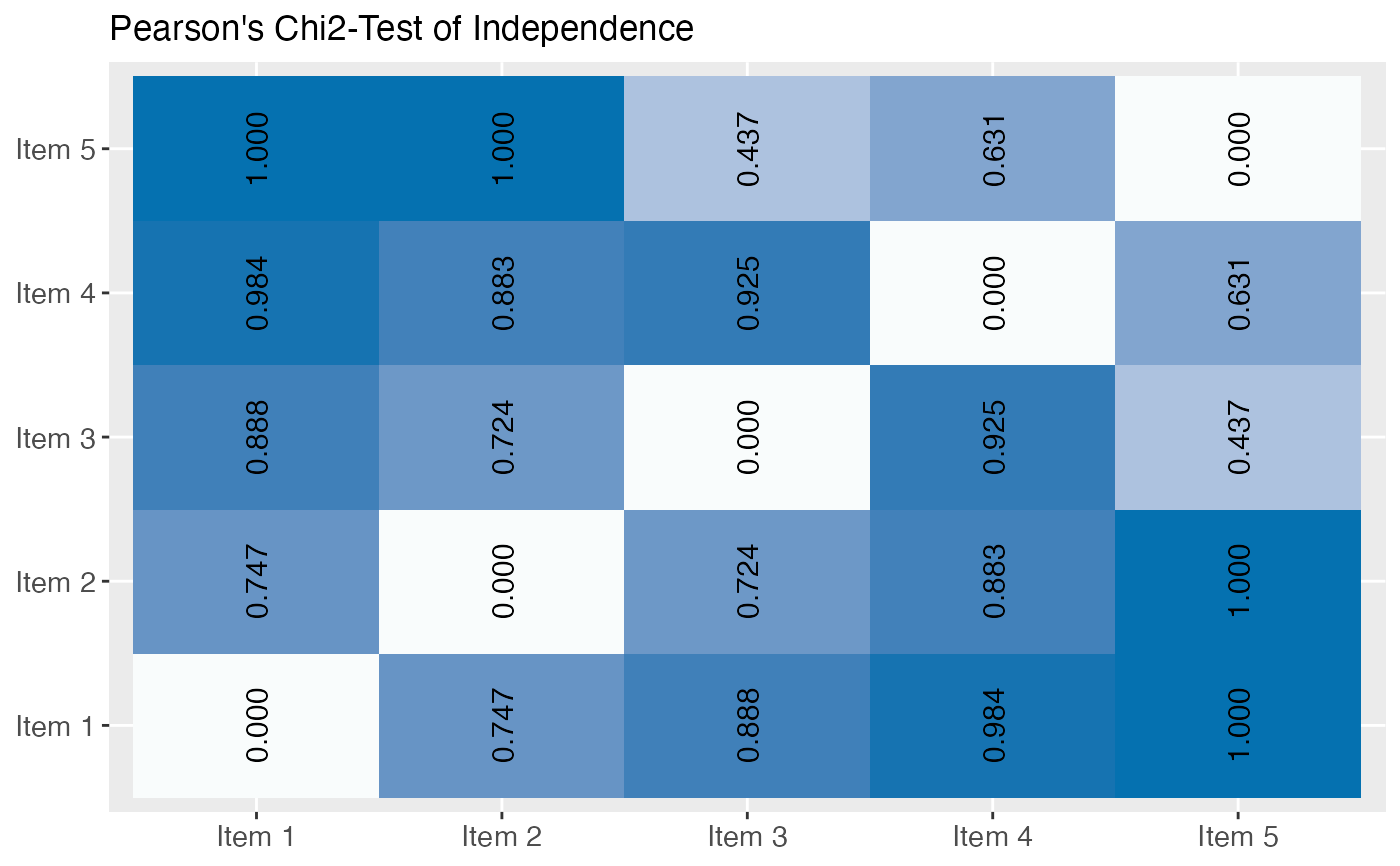 Pearson's Chi2-Test of Independence
Item 5 1.000 1.000 0.437 0.631 0.000
Item 4 0.984 0.883 0.925 0.000 0.631
Item 3 0.888 0.724 0.000 0.925 0.437
Item 2 0.747 0.000 0.724 0.883 1.000
Item 1 0.000 0.747 0.888 0.984 1.000
Item 1 Item 2 Item 3 Item 4 Item 5